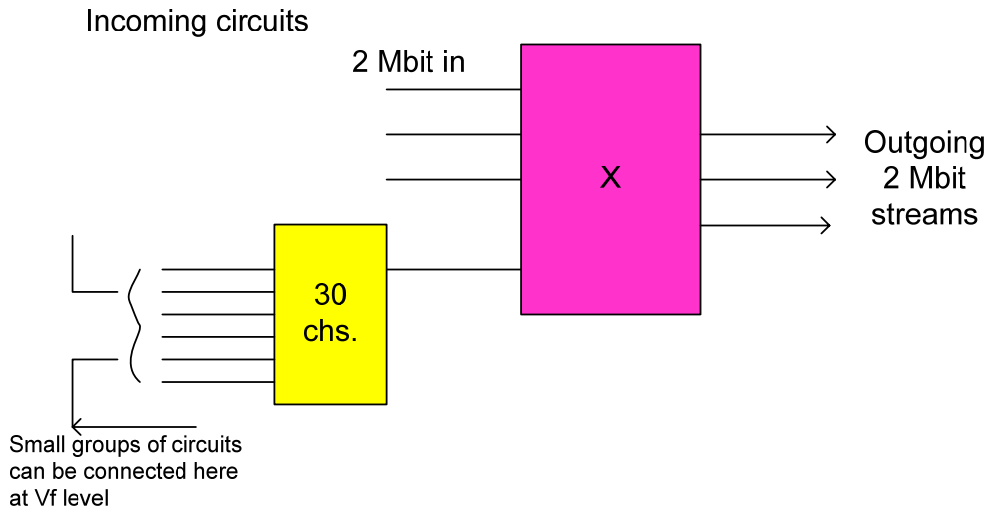 Incoming circuits
2 Mbit in
X
Outgoing
2 Mbit
streams
30
chs.
Small groups of circuits
can be connected here
at Vf level